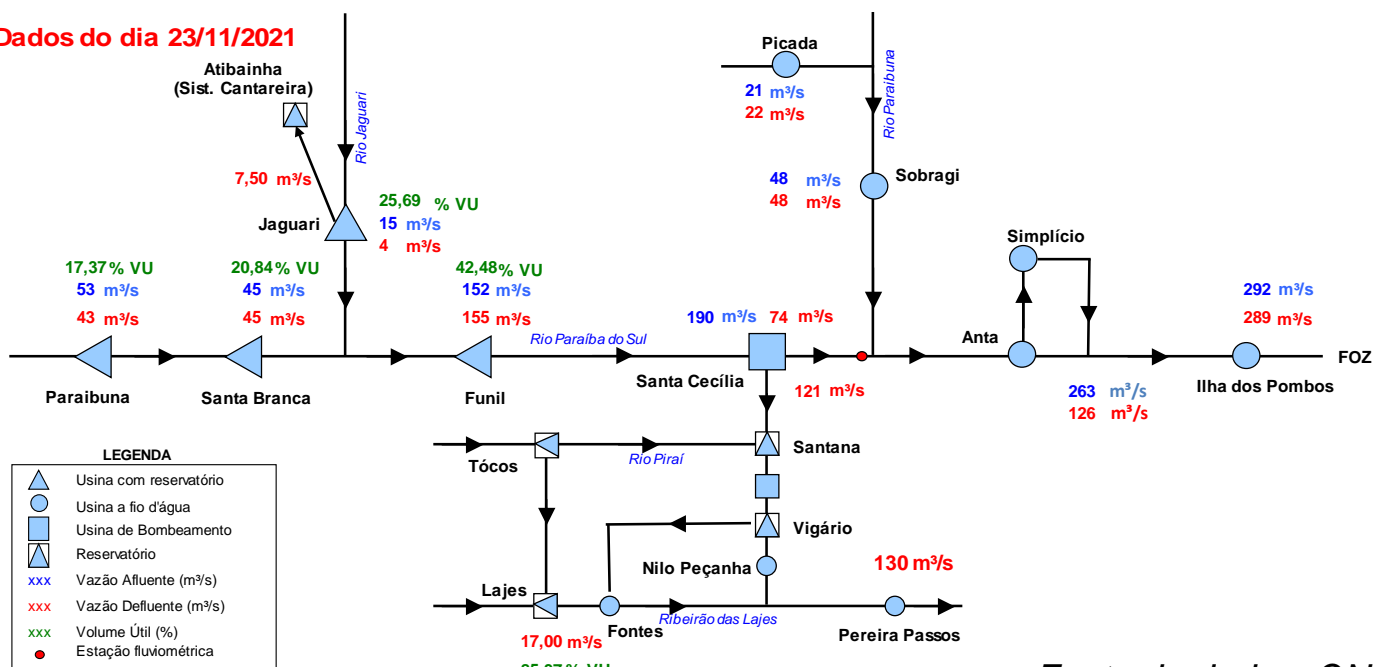 Dados do dia 23/11/2021
Atibainha
(Sist. Cantareira)
Rio Jaguari
7,50 m³/s
Jaguari
25,69 % VU
15 m³/s
4 m³/s
Picada
21 m³/s
22 m³/s
Rio Paraibuna
48 m³/s
48 m³/s
Sobragi
Simplício
17,37% VU
53 m³/s
43 m³/s
Paraibuna
20,84% VU
45 m³/s
45 m³/s
Santa Branca
42,48% VU
152 m³/s
155 m³/s
Funil
Rio Paraíba do Sul
190 m³/s 74 m³/s
Santa Cecília
121 m³/s
Anta
263 m³/s
126 m³/s
292 m³/s
289 m³/s
Ilha dos Pombos
FOZ
Tócos
Rio Piraí
Santana
Vigário
Nilo Peçanha
130 m³/s
Lajes
Fontes
Ribeirão das Lajes
Pereira Passos
17,00 m³/s
LEGENDA
Usina com reservatório
Usina a fio d'água
Usina de Bombeamento
Reservatório
xxx Vazão Afluente (m³/s)
xxx Vazão Defluente (m³/s)
xxx Volume Útil (%)
Estação fluviométrica